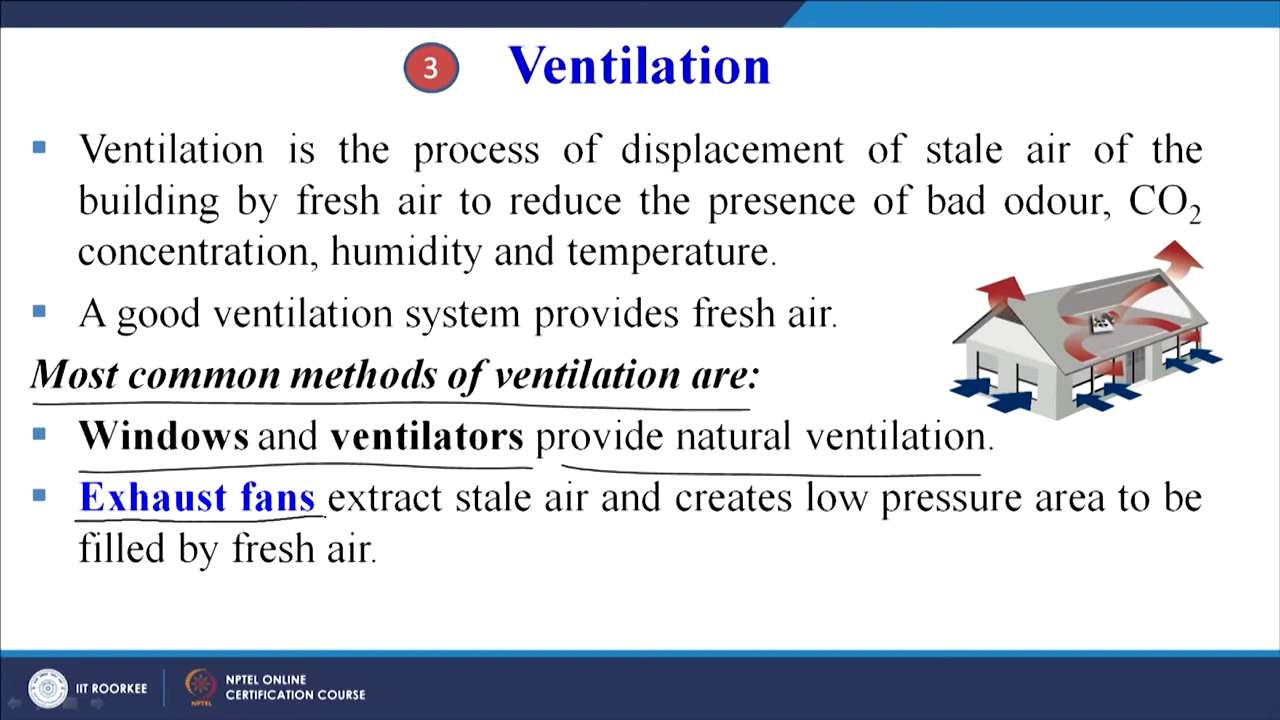 3 Ventilation
Ventilation is the process of displacement of stale air of the
building by fresh air to reduce the presence of bad odour, CO₂
concentration, humidity and temperature.
A good ventilation system provides fresh air.
Most common methods of ventilation are:
Windows and ventilators provide natural ventilation.
Exhaust fans extract stale air and creates low pressure area to be
filled by fresh air.
IIT ROORKEE
NPTEL
NPTEL ONLINE
CERTIFICATION COURSE